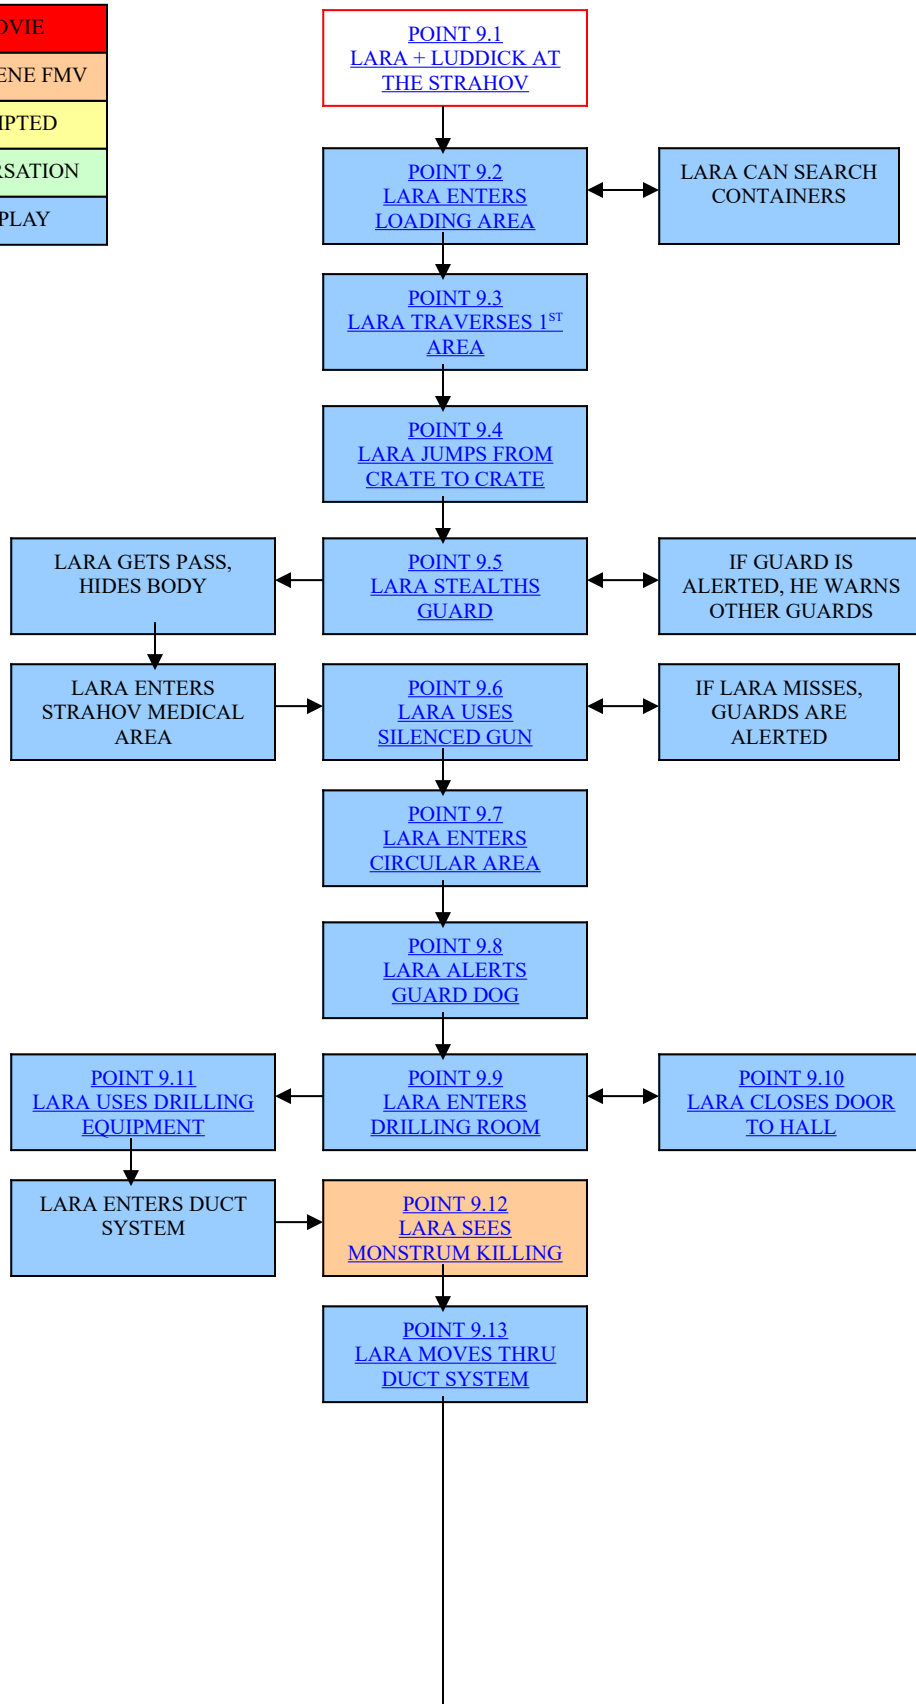 OVIE
ENE FMV
IPTED
RSATION
PLAY
POINT 9.1
LARA + LUDDICK AT
THE STRAHOV
POINT 9.2
LARA ENTERS
LOADING AREA
LARA CAN SEARCH
CONTAINERS
POINT 9.3
LARA TRAVERSES 1ST
AREA
POINT 9.4
LARA JUMPS FROM
CRATE TO CRATE
LARA GETS PASS,
HIDES BODY
POINT 9.5
LARA STEALTHS
GUARD
IF GUARD IS
ALERTED, HE WARNS
OTHER GUARDS
LARA ENTERS
STRAHOV MEDICAL
AREA
POINT 9.6
LARA USES
SILENCED GUN
IF LARA MISSES,
GUARDS ARE
ALERTED
POINT 9.7
LARA ENTERS
CIRCULAR AREA
POINT 9.8
LARA ALERTS
GUARD DOG
POINT 9.11
LARA USES DRILLING
EQUIPMENT
POINT 9.9
LARA ENTERS
DRILLING ROOM
POINT 9.10
LARA CLOSES DOOR
TO HALL
LARA ENTERS DUCT
SYSTEM
POINT 9.12
LARA SEES
MONSTRUM KILLING
POINT 9.13
LARA MOVES THRU
DUCT SYSTEM